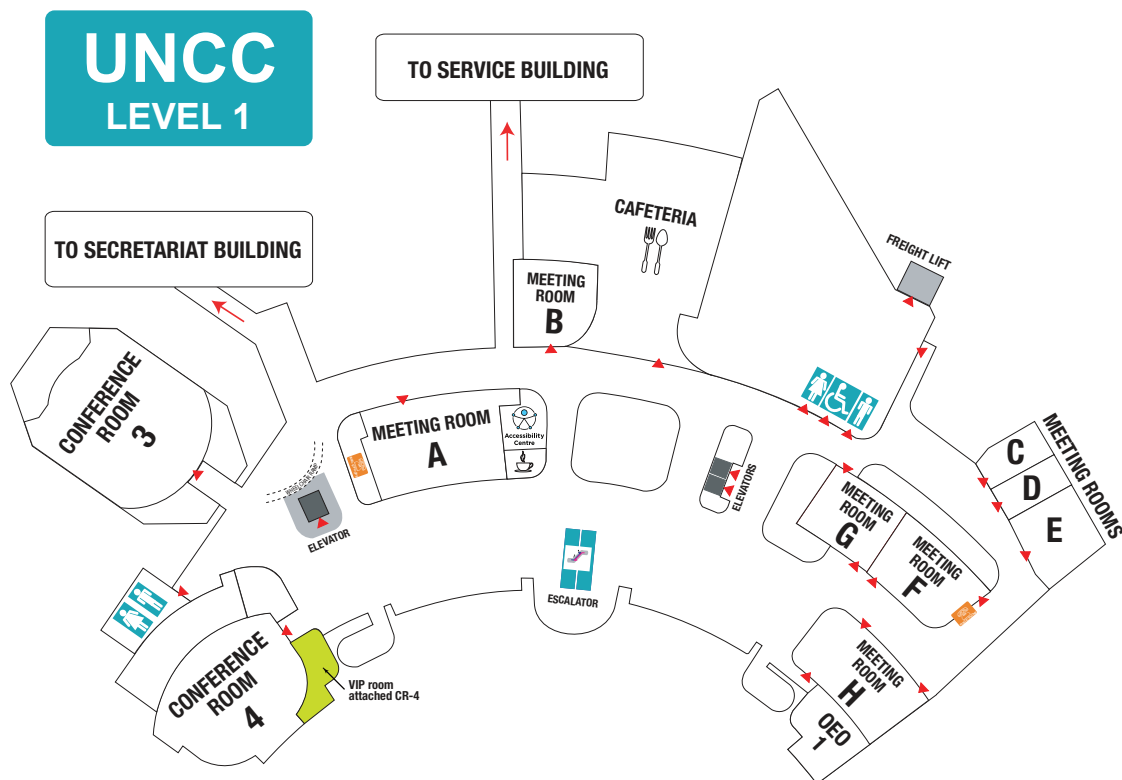 UNCC
LEVEL 1
TO SERVICE BUILDING
TO SECRETARIAT BUILDING
CAFETERIA
FREIGHT LIFT
MEETING
ROOM
B
CONFERENCE
ROOM
3
MEETING ROOM
A
Accessibility
Centre
ELEVATOR
ELEVATORS
ESCALATOR
MEETING ROOMS
C
D
E
MEETING
ROOM
G
MEETING
ROOM
F
MEETING
ROOM
H
OEO
1
CONFERENCE
ROOM
4
VIP room
attached CR-4